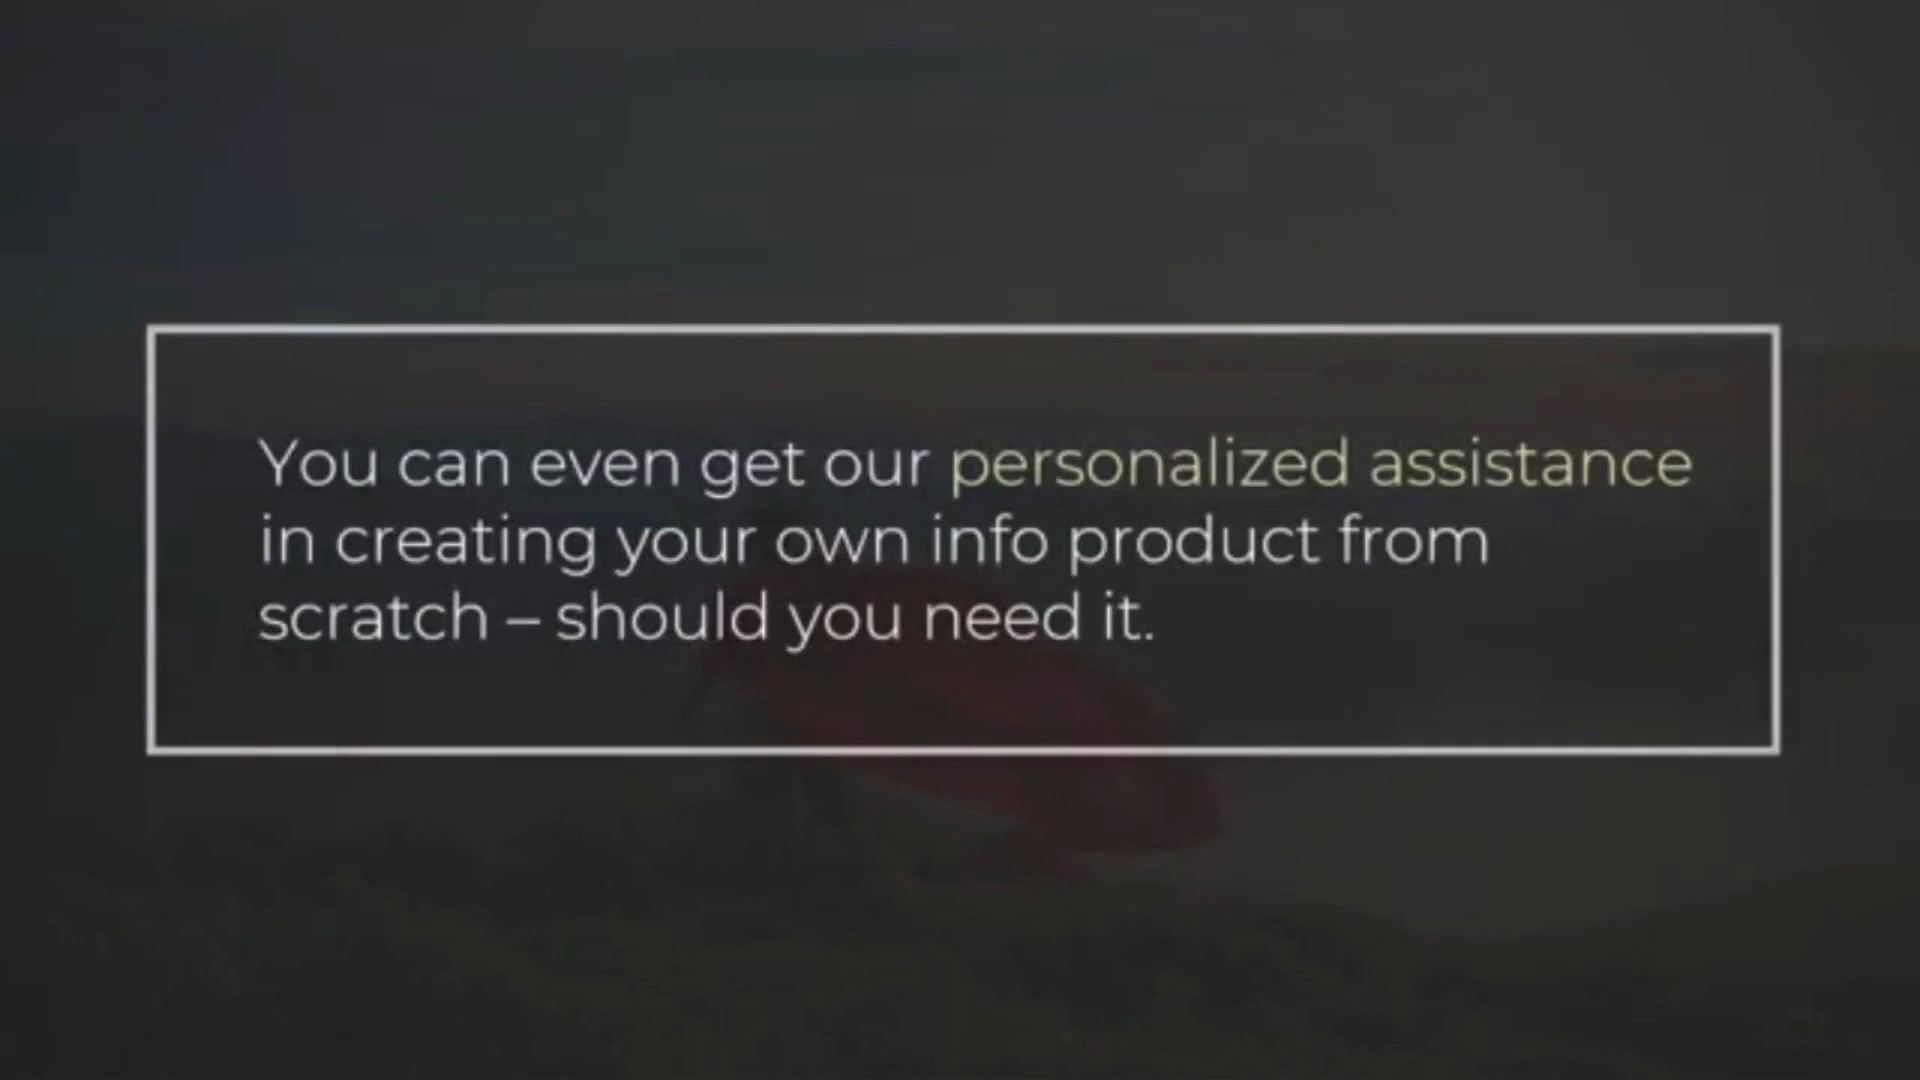 You can even get our personalized assistance
in creating your own info product from
scratch – should you need it.